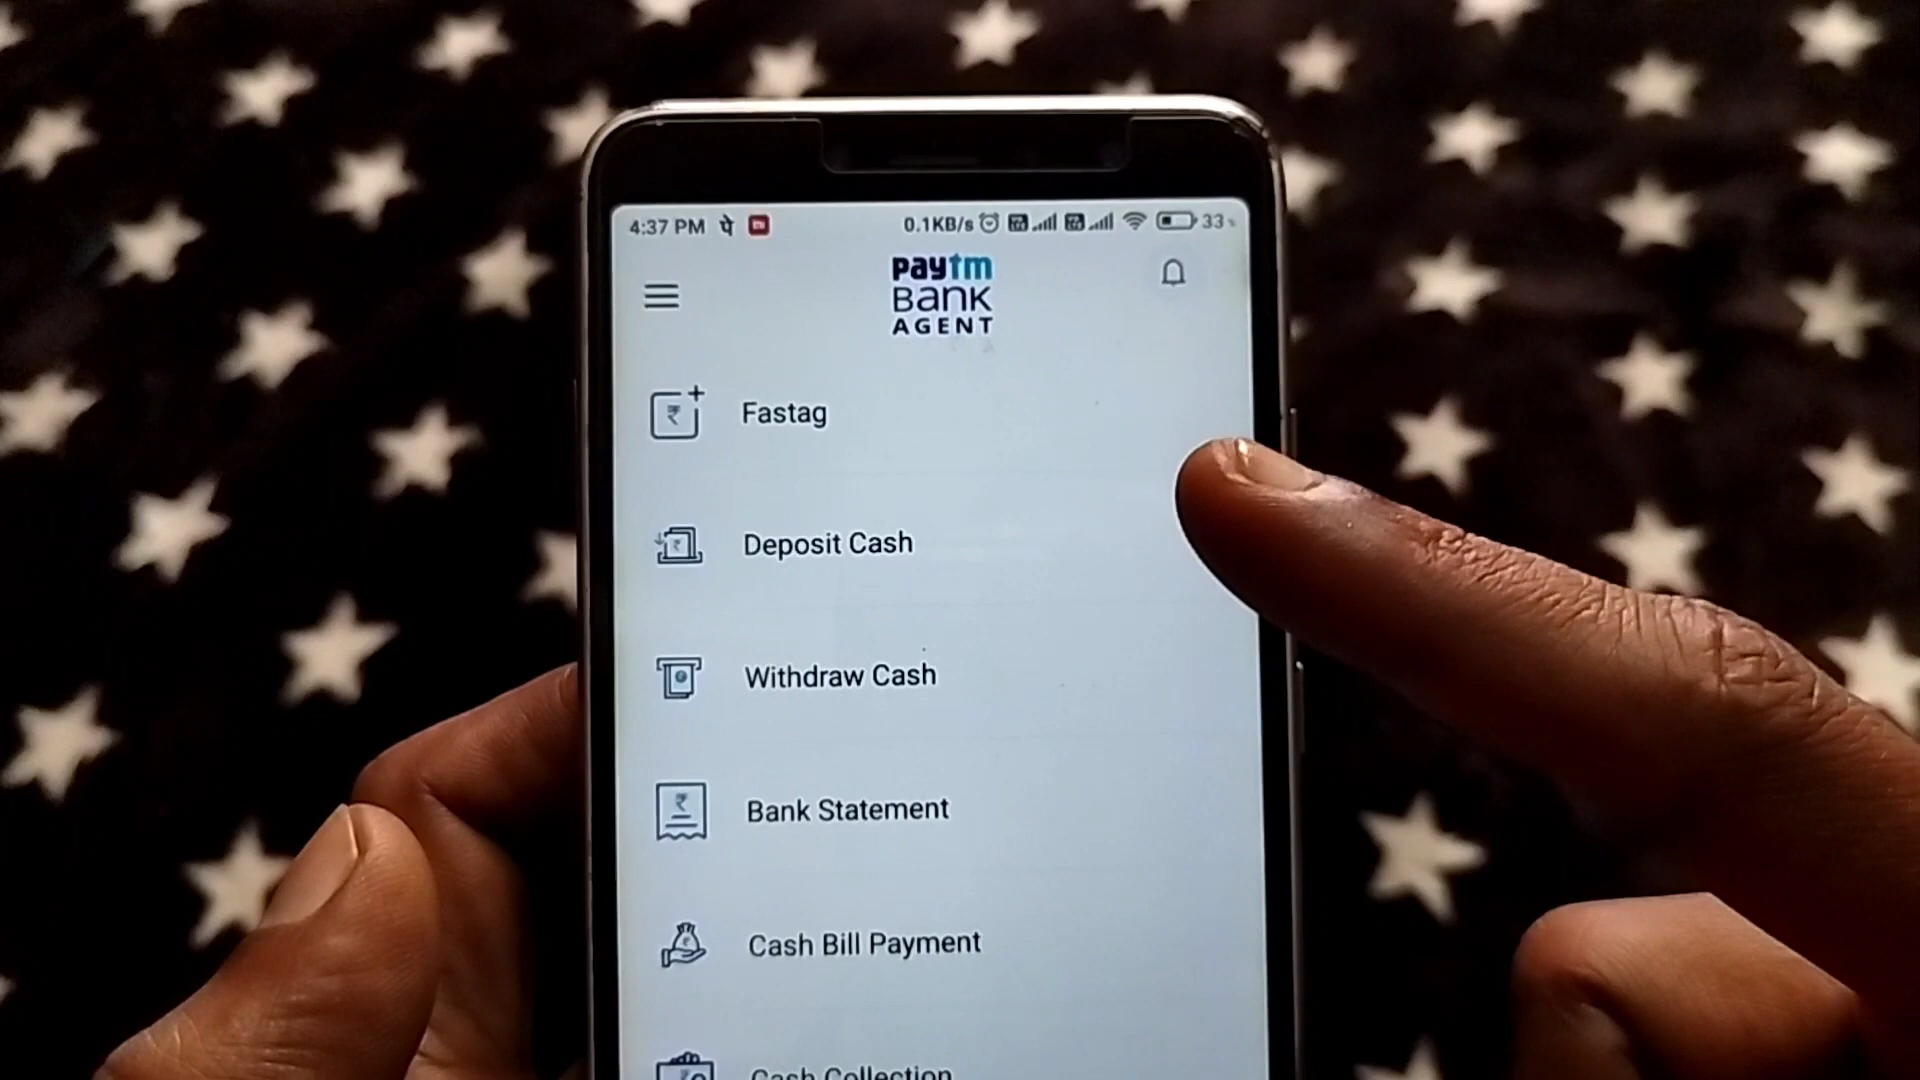 4:37 PM पे 0.1KB/s 33
paytm
Bank
AGENT
Fastag
Deposit Cash
Withdraw Cash
Bank Statement
Cash Bill Payment
Cash Collection